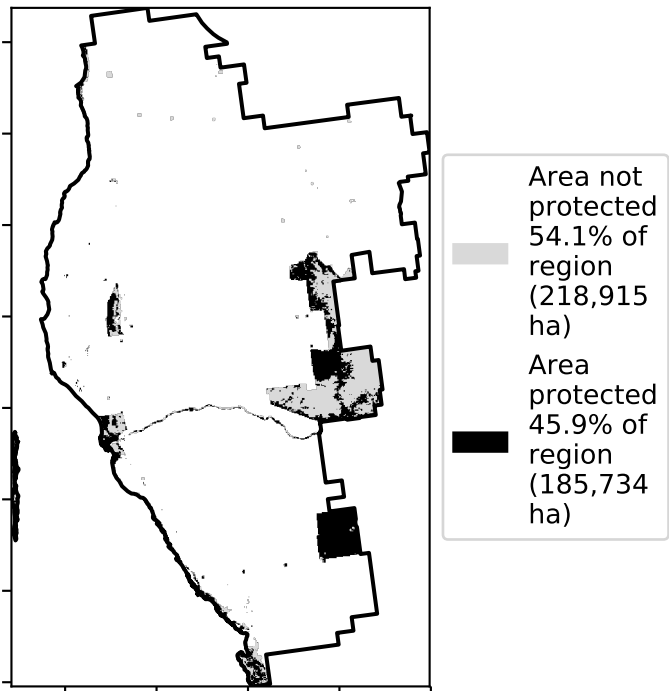 Area not
protected
54.1% of
region
(218,915
ha)
Area
protected
45.9% of
region
(185,734
ha)